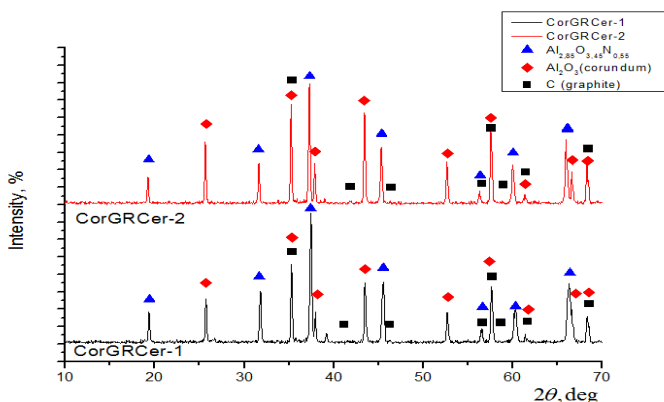 CorGRCer-1
CorGRCer-2
Al2,85O3,45N0,55
Al2O3(corundum)
C (graphite)
Intensity, %
CorGRCer-2
CorGRCer-1
10 20 30 40 50 60 70
2θ, deg